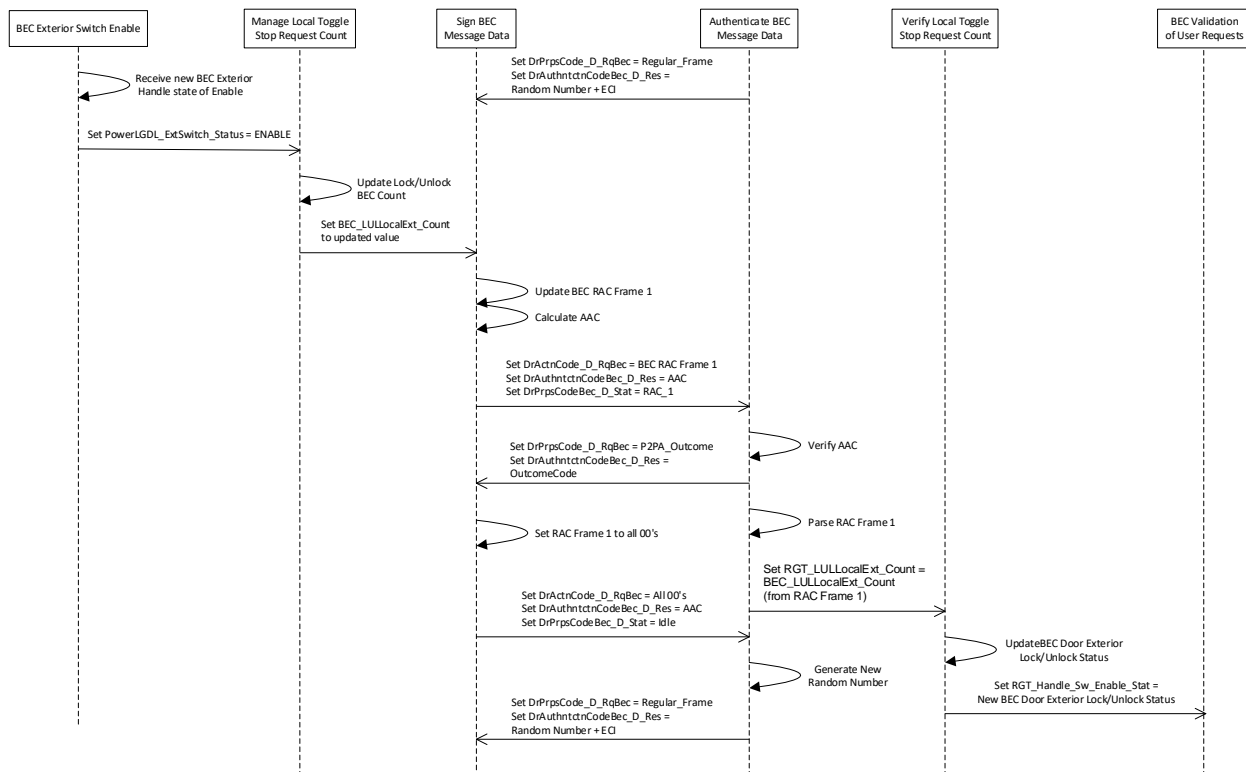 BEC Exterior Switch Enable
Manage Local Toggle
Stop Request Count
Sign BEC
Message Data
Authenticate BEC
Message Data
Verify Local Toggle
Stop Request Count
BEC Validation
of User Requests
Set DrPrpsCode_D_RqBec = Regular_Frame
Set DrAuthntctnCodeBec_D_Res =
Random Number + ECI
Receive new BEC Exterior
Handle state of Enable
Set PowerLGDL_ExtSwitch_Status = ENABLE
Update Lock/Unlock
BEC Count
Set BEC_LULLocalExt_Count
to updated value
Update BEC RAC Frame 1
Calculate AAC
Set DrActnCode_D_RqBec = BEC RAC Frame 1
Set DrAuthntctnCodeBec_D_Res = AAC
Set DrPrpsCodeBec_D_Stat = RAC_1
Verify AAC
Set DrPrpsCode_D_RqBec = P2PA_Outcome
Set DrAuthntctnCodeBec_D_Res =
OutcomeCode
Parse RAC Frame 1
Set RAC Frame 1 to all 00's
Set RGT_LULLocalExt_Count =
BEC_LULLocalExt_Count
(from RAC Frame 1)
Set DrActnCode_D_RqBec = All 00's
Set DrAuthntctnCodeBec_D_Res = AAC
Set DrPrpsCodeBec_D_Stat = Idle
UpdateBEC Door Exterior
Lock/Unlock Status
Generate New
Random Number
Set RGT_Handle_Sw_Enable_Stat =
New BEC Door Exterior Lock/Unlock Status
Set DrPrpsCode_D_RqBec = Regular_Frame
Set DrAuthntctnCodeBec_D_Res =
Random Number + ECI